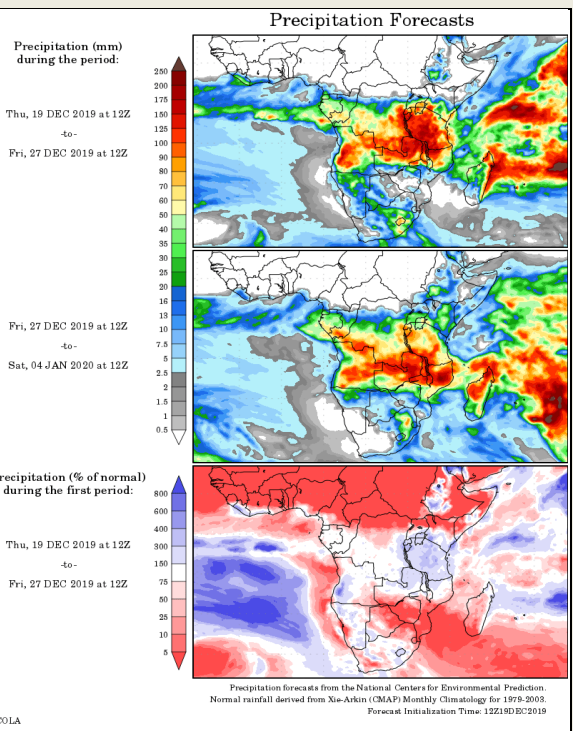 Precipitation Forecasts
Precipitation (mm)
during the period:
Thu, 19 DEC 2019 at 12Z
-to-
Fri, 27 DEC 2019 at 12Z
250
200
175
150
125
100
90
80
70
60
50
40
35
30
25
20
16
13
10
7.5
5
2.5
2
1.5
1
0.5
Fri, 27 DEC 2019 at 12Z
-to-
Sat, 04 JAN 2020 at 12Z
recipitation (% of normal)
during the first period:
Thu, 19 DEC 2019 at 12Z
-to-
Fri, 27 DEC 2019 at 12Z
800
600
400
300
150
75
50
25
10
5
Precipitation forecasts from the National Centers for Environmental Prediction.
Normal rainfall derived from Xie-Arkin (CMAP) Monthly Climatology for 1979-2003.
Forecast Initialization Time: 12Z19DEC2019
COLA